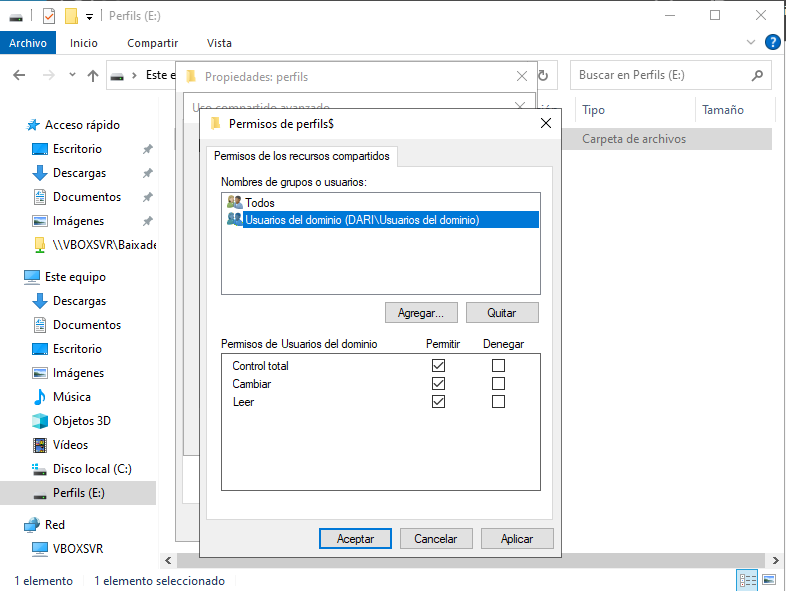 Perfils (E:)
Archivo Inicio Compartir Vista
Este e
Buscar en Perfils (E:)
Propiedades: perfils
Uso compartido avanzado
Permisos de perfils$
Tipo Tamaño
Carpeta de archivos
Acceso rápido
Escritorio
Descargas
Documentos
Imágenes
\\VBOXSVR\Baixade
Este equipo
Descargas
Documentos
Escritorio
Imágenes
Música
Objetos 3D
Vídeos
Disco local (C:)
Perfils (E:)
Red
VBOXSVR
Permisos de los recursos compartidos
Nombres de grupos o usuarios:
Todos
Usuarios del dominio (DARI\Usuarios del dominio)
Agregar... Quitar
Permisos de Usuarios del dominio Permitir Denegar
Control total
Cambiar
Leer
Aceptar Cancelar Aplicar
1 elemento 1 elemento seleccionado